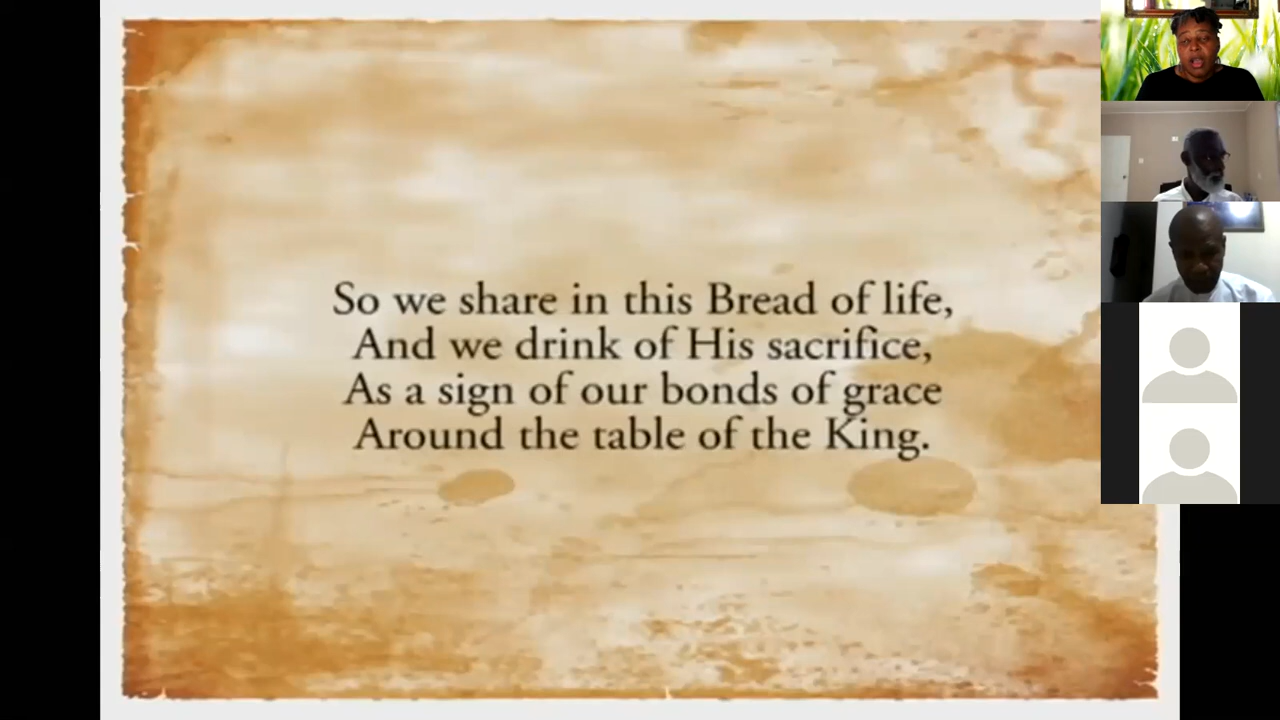 So we share in this Bread of life,
And we drink of His sacrifice,
As a sign of our bonds of grace
Around the table of the King.